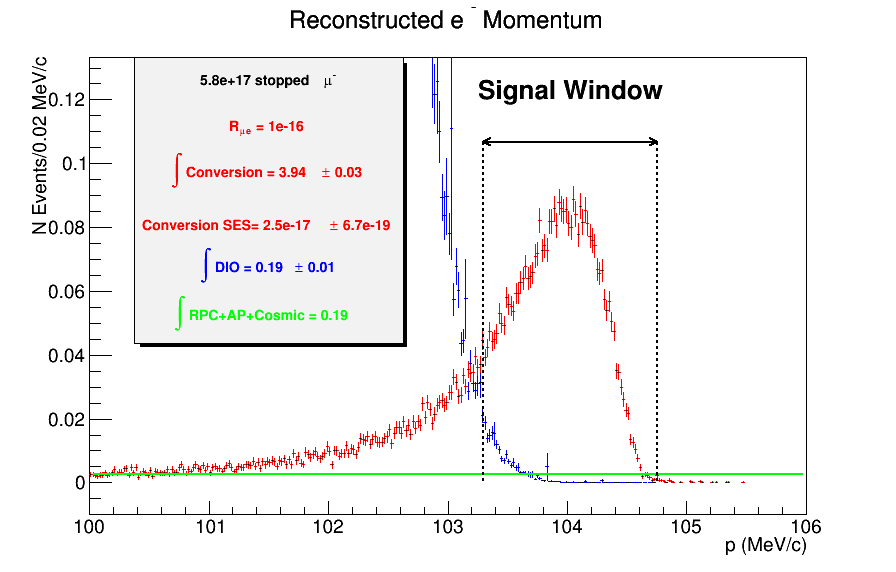 Reconstructed e⁻ Momentum
N Events/0.02 MeV/c
0.12
0.1
0.08
0.06
0.04
0.02
0
5.8e+17 stopped μ⁻
Rμe = 1e-16
∫ Conversion = 3.94 ± 0.03
Conversion SES= 2.5e-17 ± 6.7e-19
∫ DIO = 0.19 ± 0.01
∫ RPC+AP+Cosmic = 0.19
Signal Window
100 101 102 103 104 105 106
p (MeV/c)